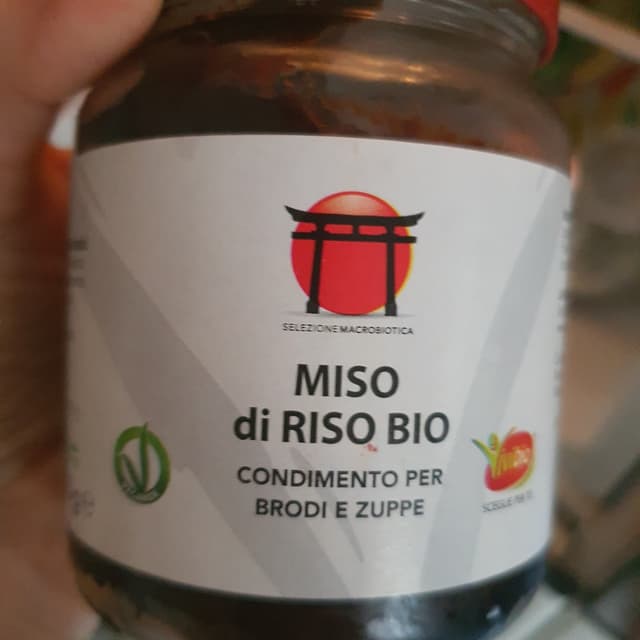 SELEZIONE MACROBIOTICA
MISO
di RISO BIO
CONDIMENTO PER
BRODI E ZUPPE